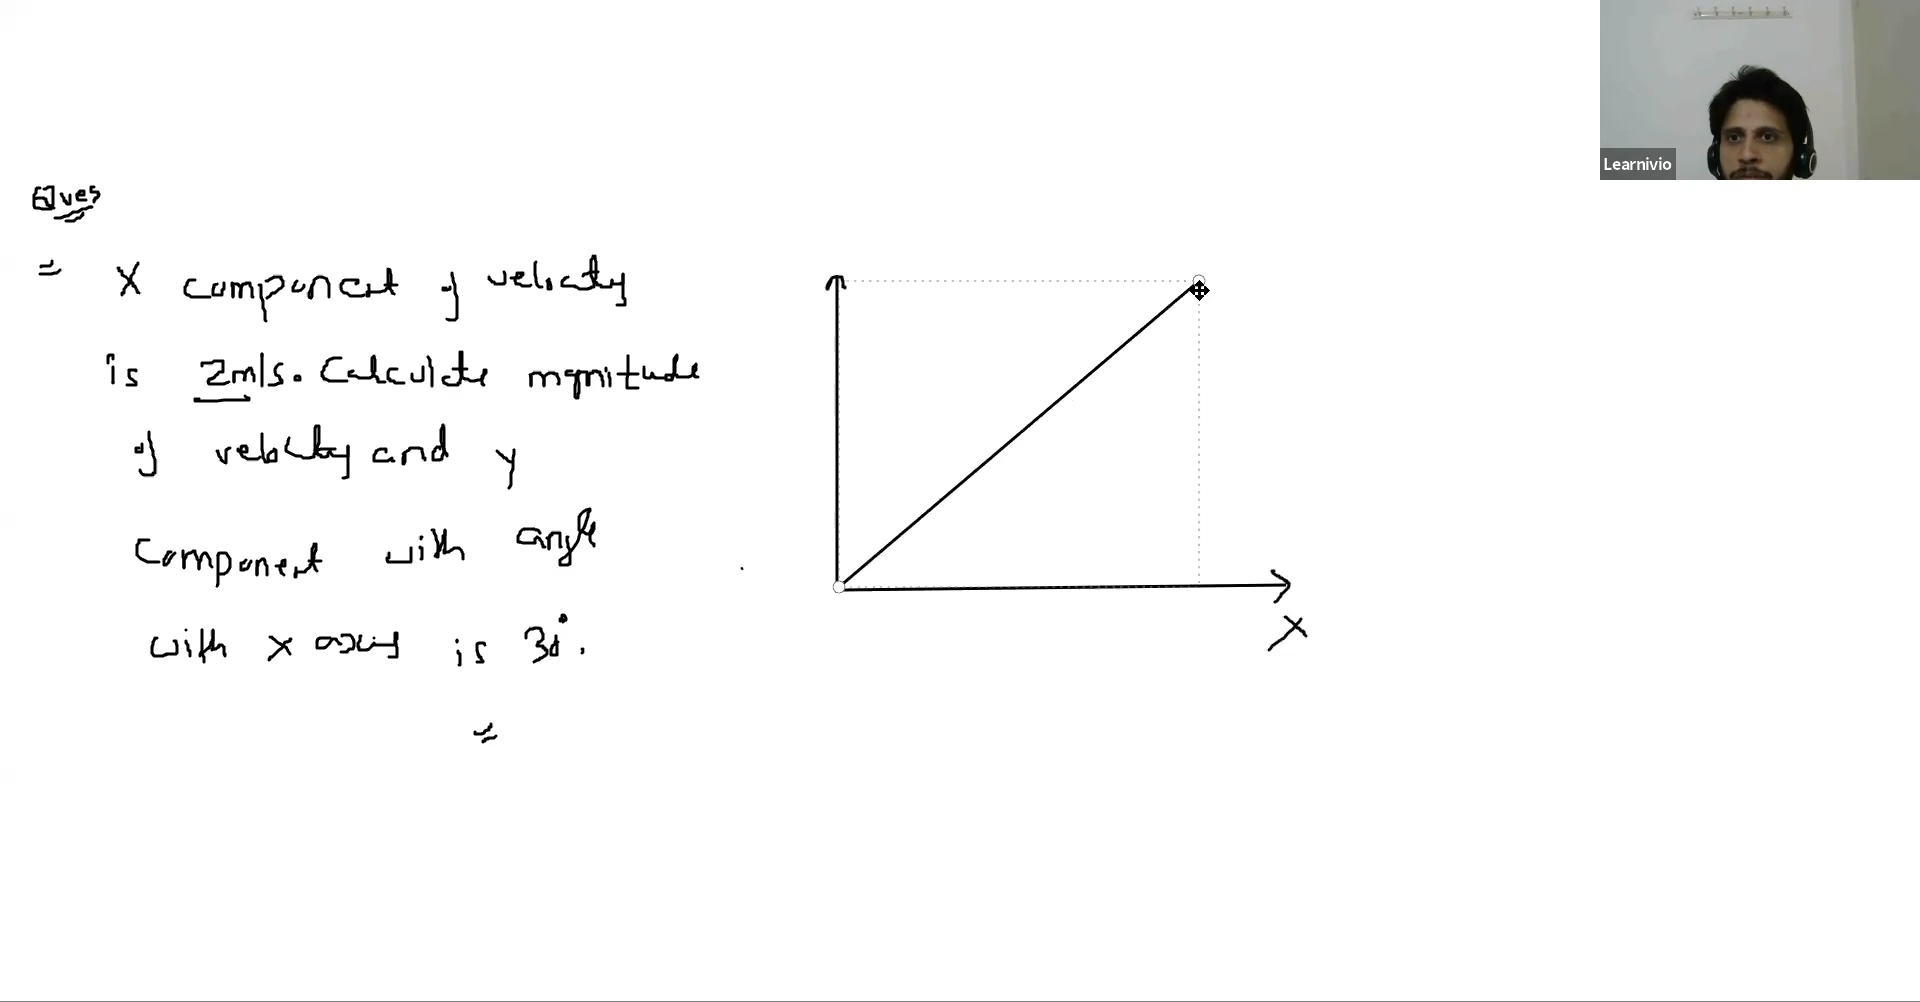 Ques
X component of velocity
is 2m/s. Calculate magnitude
of velocity and y
component with angle
with x axis is 30°.
X
Learnivio